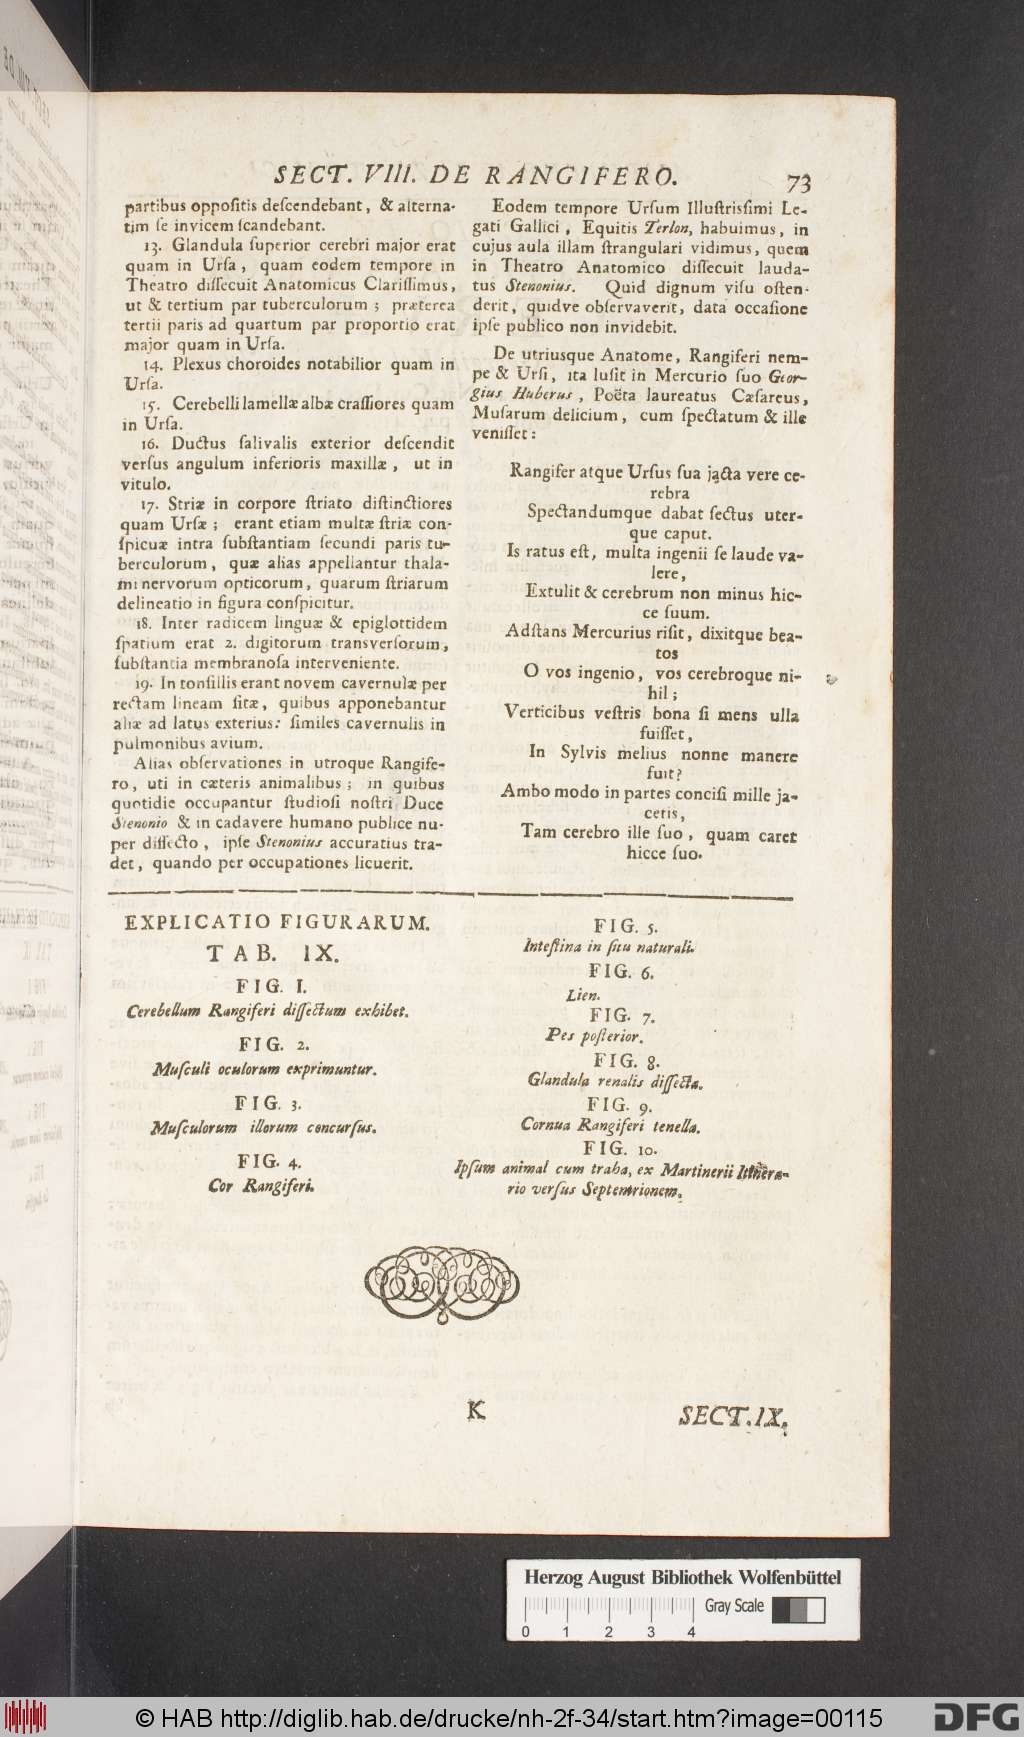 SECT. VIII. DE RANGIFERO.
73
partibus oppoſitis deſcendebant, & alterna-
tim ſe invicem ſcandebant.
13. Glandula ſuperior cerebri major erat
quam in Urſa, quam eodem tempore in
Theatro diſſecuit Anatomicus Clariſſimus,
ut & tertium par tuberculorum; præterea
tertii paris ad quartum par proportio erat
major quam in Urſa.
14. Plexus choroides notabilior quam in
Urſa.
15. Cerebelli lamellæ albæ craſſiores quam
in Urſa.
16. Ductus ſalivalis exterior deſcendit
verſus angulum inferioris maxillæ, ut in
vitulo.
17. Striæ in corpore ſtriato diſtinctiores
quam Urſæ; erant etiam multæ ſtriæ con-
ſpicuæ intra ſubſtantiam ſecundi paris tu-
berculorum, quæ alias appellantur thala-
mi nervorum opticorum, quarum ſtriarum
delineatio in figura conſpicitur.
18. Inter radicem linguæ & epiglottidem
ſpatium erat 2. digitorum transverſorum,
ſubſtantia membranoſa interveniente.
19. In tonſillis erant novem cavernulæ per
rectam lineam ſitæ, quibus apponebantur
aliæ ad latus exterius: ſimiles cavernulis in
pulmonibus avium.
Alias obſervationes in utroque Rangife-
ro, uti in cæteris animalibus; in quibus
quotidie occupantur ſtudioſi noſtri Duce
Stenonio & in cadavere humano publice nu-
per diſſecto, ipſe Stenonius accuratius tra-
det, quando per occupationes licuerit.
Eodem tempore Urſum Illuſtrisſimi Le-
gati Gallici, Equitis Terlon, habuimus, in
cujus aula illam ſtrangulari vidimus, quem
in Theatro Anatomico diſſecuit lauda-
tus Stenonius. Quid dignum viſu oſten-
derit, quidve obſervaverit, data occaſione
ipſe publico non invidebit.
De utriusque Anatome, Rangiferi nem-
pe & Urſi, ita luſit in Mercurio ſuo Geor-
gius Huberus, Poëta laureatus Cæſareus,
Muſarum delicium, cum ſpectatum & ille
veniſſet:
Rangifer atque Urſus ſua jacta vere ce-
rebra
Spectandumque dabat ſectus uter-
que caput.
Is ratus eſt, multa ingenii ſe laude va-
lere,
Extulit & cerebrum non minus hic-
ce ſuum.
Adſtans Mercurius riſit, dixitque bea-
tos
O vos ingenio, vos cerebroque ni-
hil;
Verticibus veſtris bona ſi mens ulla
fuiſſet,
In Sylvis melius nonne manere
fuit?
Ambo modo in partes conciſi mille ja-
cetis,
Tam cerebro ille ſuo, quam caret
hicce ſuo.
EXPLICATIO FIGURARUM.
TAB. IX.
FIG. I.
Cerebellum Rangiferi diſſectum exhibet.
FIG. 2.
Muſculi oculorum exprimuntur.
FIG. 3.
Muſculorum illorum concurſus.
FIG. 4.
Cor Rangiferi.
FIG. 5.
Inteſtina in ſitu naturali.
FIG. 6.
Lien.
FIG. 7.
Pes poſterior.
FIG. 8.
Glandula renalis diſſecta.
FIG. 9.
Cornua Rangiferi tenella.
FIG. 10.
Ipſum animal cum traha, ex Martinerii Itinera-
rio verſus Septemtrionem.
K
SECT. IX.
Herzog August Bibliothek Wolfenbüttel
Gray Scale
0 1 2 3 4
© HAB http://diglib.hab.de/drucke/nh-2f-34/start.htm?image=00115
DFG